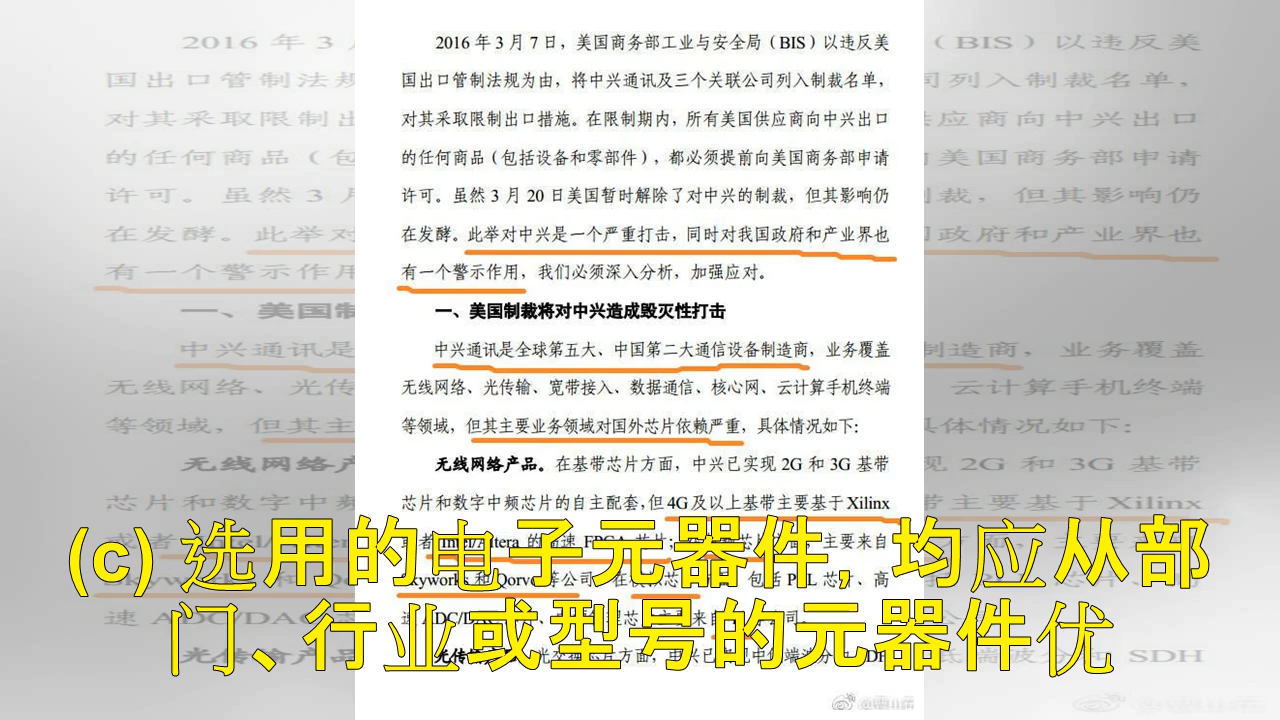 2016 年 3 月 7 日，美国商务部工业与安全局（BIS）以违反美
国出口管制法规为由，将中兴通讯及三个关联公司列入制裁名单，
对其采取限制出口措施。在限制期内，所有美国供应商向中兴出口
的任何商品（包括设备和零部件），都必须提前向美国商务部申请
许可。虽然 3 月 20 日美国暂时解除了对中兴的制裁，但其影响仍
在发酵。此举对中兴是一个严重打击，同时对我国政府和产业界也
有一个警示作用，我们必须深入分析，加强应对。
一、美国制裁将对中兴造成毁灭性打击
中兴通讯是全球第五大、中国第二大通信设备制造商，业务覆盖
无线网络、光传输、宽带接入、数据通信、核心网、云计算手机终端
等领域，但其主要业务领域对国外芯片依赖严重，具体情况如下：
无线网络产品。在基带芯片方面，中兴已实现 2G 和 3G 基带
芯片和数字中频芯片的自主配套，但 4G 及以上基带主要基于 Xilinx
(c) 选用的电子元器件, 均应从部
门、行业或型号的元器件优